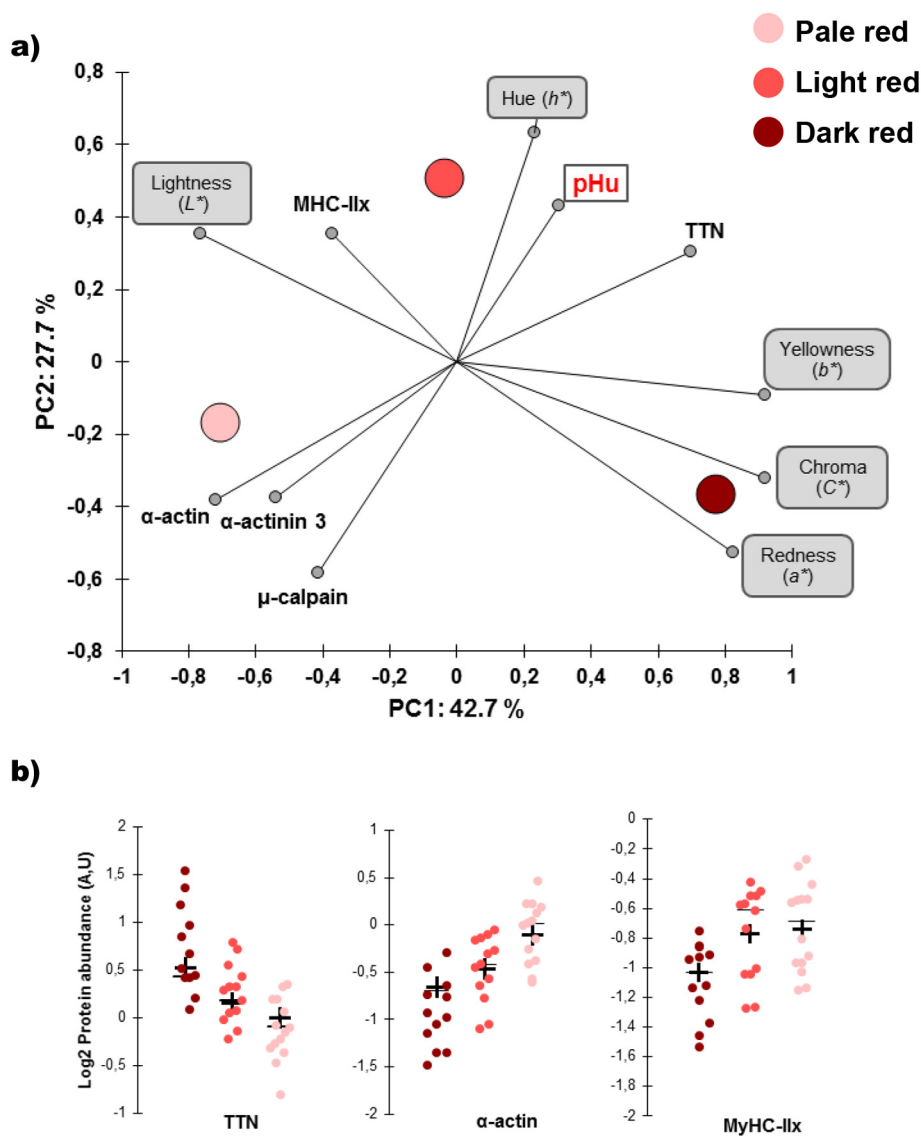 a)
Pale red
Light red
Dark red
0,8
0,6
0,4
0,2
0
-0,2
-0,4
-0,6
-0,8
PC2: 27.7 %
Hue (h*)
Lightness
(L*)
MHC-IIx
pHu
TTN
Yellowness
(b*)
Chroma
(C*)
Redness
(a*)
α-actin
α-actinin 3
μ-calpain
-1
-0,8
-0,6
-0,4
-0,2
0
0,2
0,4
0,6
0,8
1
PC1: 42.7 %
b)
Log2 Protein abundance (A,U)
2
1,5
1
0,5
0
-0,5
-1
TTN
1
0,5
0
-0,5
-1
-1,5
-2
α-actin
0
-0,2
-0,4
-0,6
-0,8
-1
-1,2
-1,4
-1,6
-1,8
-2
MyHC-IIx